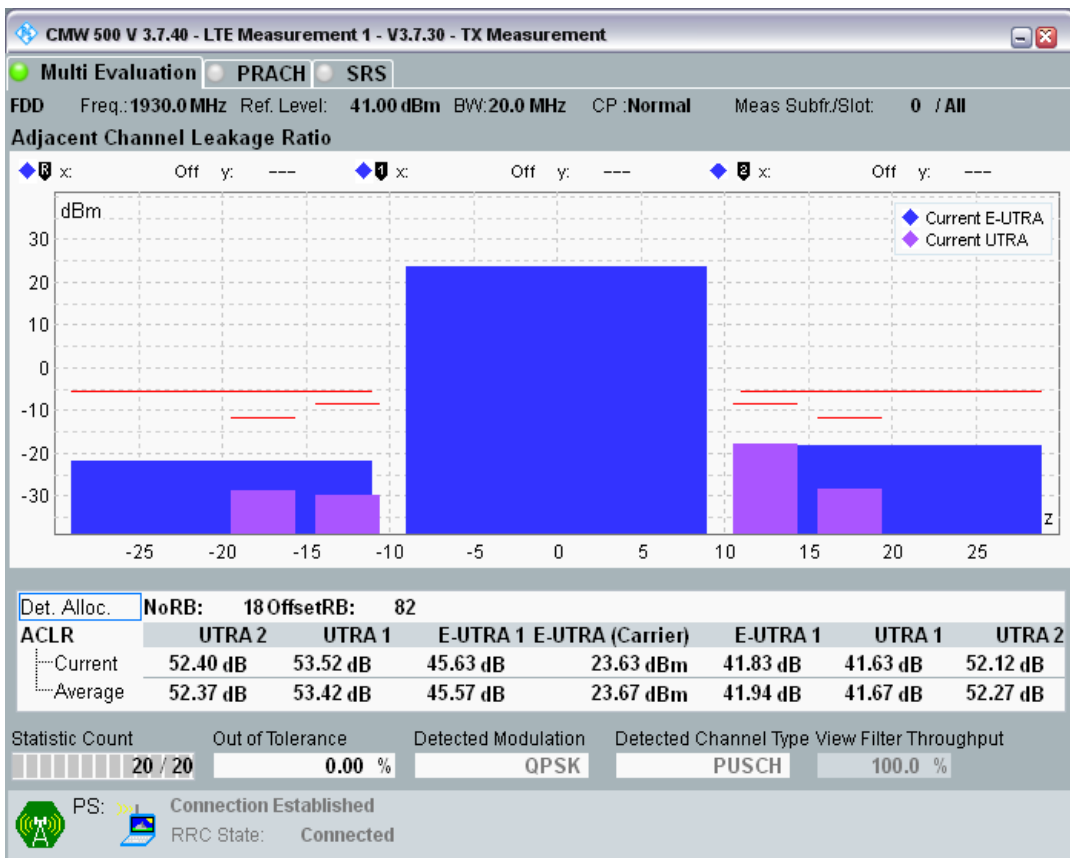 CMW 500 V 3.7.40 - LTE Measurement 1 - V3.7.30 - TX Measurement
Multi Evaluation PRACH SRS
FDD Freq.: 1930.0 MHz Ref. Level: 41.00 dBm BW: 20.0 MHz CP : Normal Meas Subfr./Slot: 0 / All
Adjacent Channel Leakage Ratio
R x: Off y: --- 1 x: Off y: --- 2 x: Off y: ---
dBm
Current E-UTRA
Current UTRA
30
20
10
0
-10
-20
-30
z
-25 -20 -15 -10 -5 0 5 10 15 20 25
Det. Alloc. NoRB: 18 OffsetRB: 82
ACLR UTRA 2 UTRA 1 E-UTRA 1 E-UTRA (Carrier) E-UTRA 1 UTRA 1 UTRA 2
Current 52.40 dB 53.52 dB 45.63 dB 23.63 dBm 41.83 dB 41.63 dB 52.12 dB
Average 52.37 dB 53.42 dB 45.57 dB 23.67 dBm 41.94 dB 41.67 dB 52.27 dB
Statistic Count Out of Tolerance Detected Modulation Detected Channel Type View Filter Throughput
20 / 20 0.00 % QPSK PUSCH 100.0 %
PS: Connection Established
RRC State: Connected